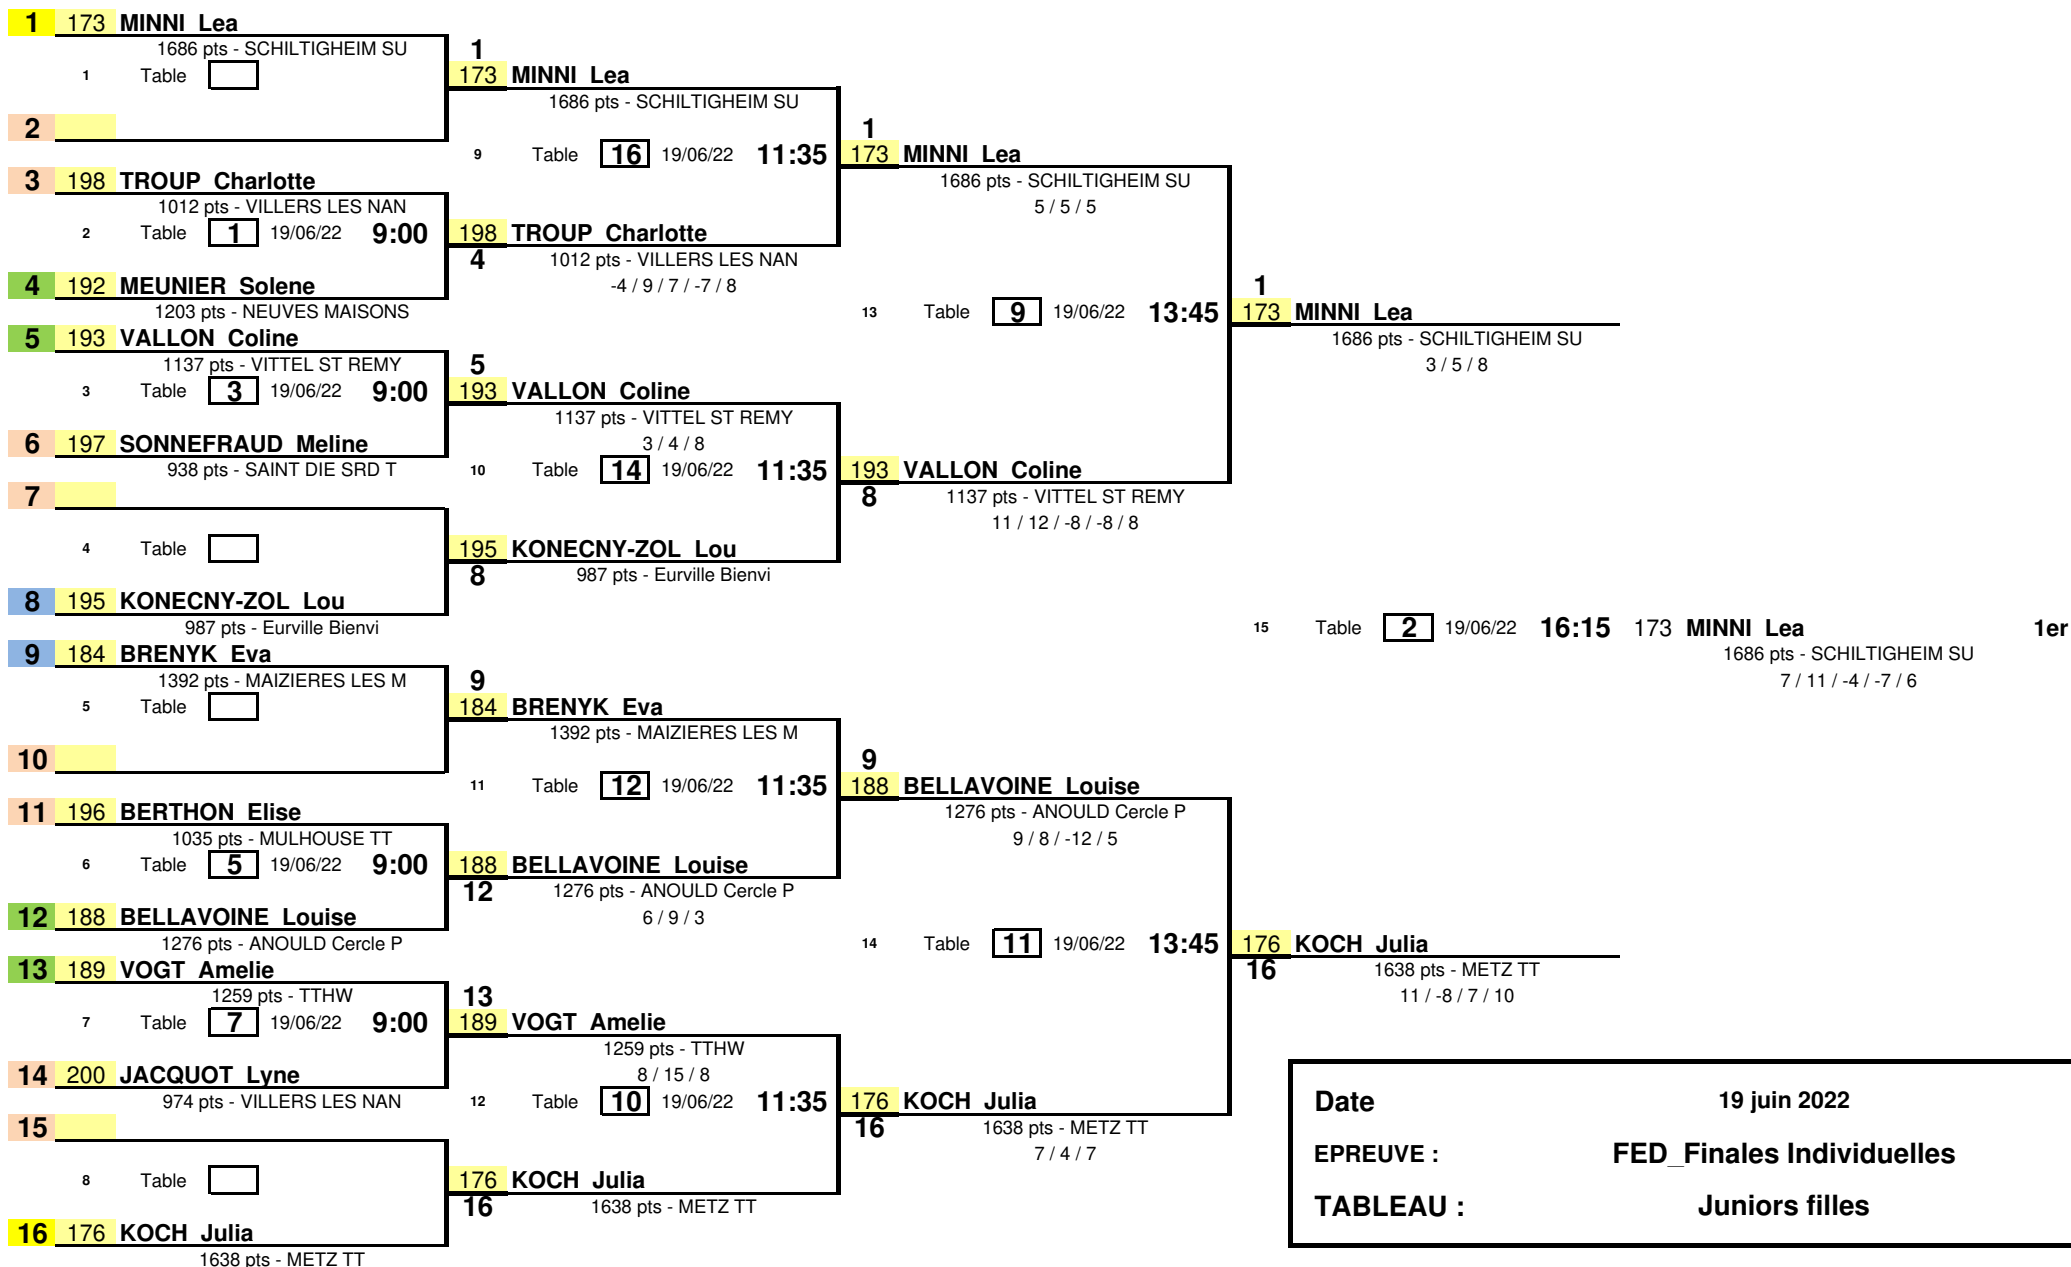 1 173 MINNI Lea
1686 pts - SCHILTIGHEIM SU
1 Table
2
3 198 TROUP Charlotte
1012 pts - VILLERS LES NAN
2 Table 1 19/06/22 9:00
4 192 MEUNIER Solene
1203 pts - NEUVES MAISONS
5 193 VALLON Coline
1137 pts - VITTEL ST REMY
3 Table 3 19/06/22 9:00
6 197 SONNEFRAUD Meline
938 pts - SAINT DIE SRD T
7
4 Table
8 195 KONECNY-ZOL Lou
987 pts - Eurville Bienvi
9 184 BRENYK Eva
1392 pts - MAIZIERES LES M
5 Table
10
11 196 BERTHON Elise
1035 pts - MULHOUSE TT
6 Table 5 19/06/22 9:00
12 188 BELLAVOINE Louise
1276 pts - ANOULD Cercle P
13 189 VOGT Amelie
1259 pts - TTHW
7 Table 7 19/06/22 9:00
14 200 JACQUOT Lyne
974 pts - VILLERS LES NAN
15
8 Table
16 176 KOCH Julia
1638 pts - METZ TT
1
173 MINNI Lea
1686 pts - SCHILTIGHEIM SU
9 Table 16 19/06/22 11:35
198 TROUP Charlotte
4
1012 pts - VILLERS LES NAN
-4 / 9 / 7 / -7 / 8
5
193 VALLON Coline
1137 pts - VITTEL ST REMY
3 / 4 / 8
10 Table 14 19/06/22 11:35
195 KONECNY-ZOL Lou
8
987 pts - Eurville Bienvi
9
184 BRENYK Eva
1392 pts - MAIZIERES LES M
11 Table 12 19/06/22 11:35
188 BELLAVOINE Louise
12
1276 pts - ANOULD Cercle P
6 / 9 / 3
13
189 VOGT Amelie
1259 pts - TTHW
8 / 15 / 8
12 Table 10 19/06/22 11:35
176 KOCH Julia
16
1638 pts - METZ TT
1
173 MINNI Lea
1686 pts - SCHILTIGHEIM SU
5 / 5 / 5
13 Table 9 19/06/22 13:45
193 VALLON Coline
8
1137 pts - VITTEL ST REMY
11 / 12 / -8 / -8 / 8
9
188 BELLAVOINE Louise
1276 pts - ANOULD Cercle P
9 / 8 / -12 / 5
14 Table 11 19/06/22 13:45
176 KOCH Julia
16
1638 pts - METZ TT
7 / 4 / 7
1
173 MINNI Lea
1686 pts - SCHILTIGHEIM SU
3 / 5 / 8
15 Table 2 19/06/22 16:15 173 MINNI Lea 1er
1686 pts - SCHILTIGHEIM SU
7 / 11 / -4 / -7 / 6
176 KOCH Julia
16
1638 pts - METZ TT
11 / -8 / 7 / 10
Date 19 juin 2022
EPREUVE : FED_Finales Individuelles
TABLEAU : Juniors filles